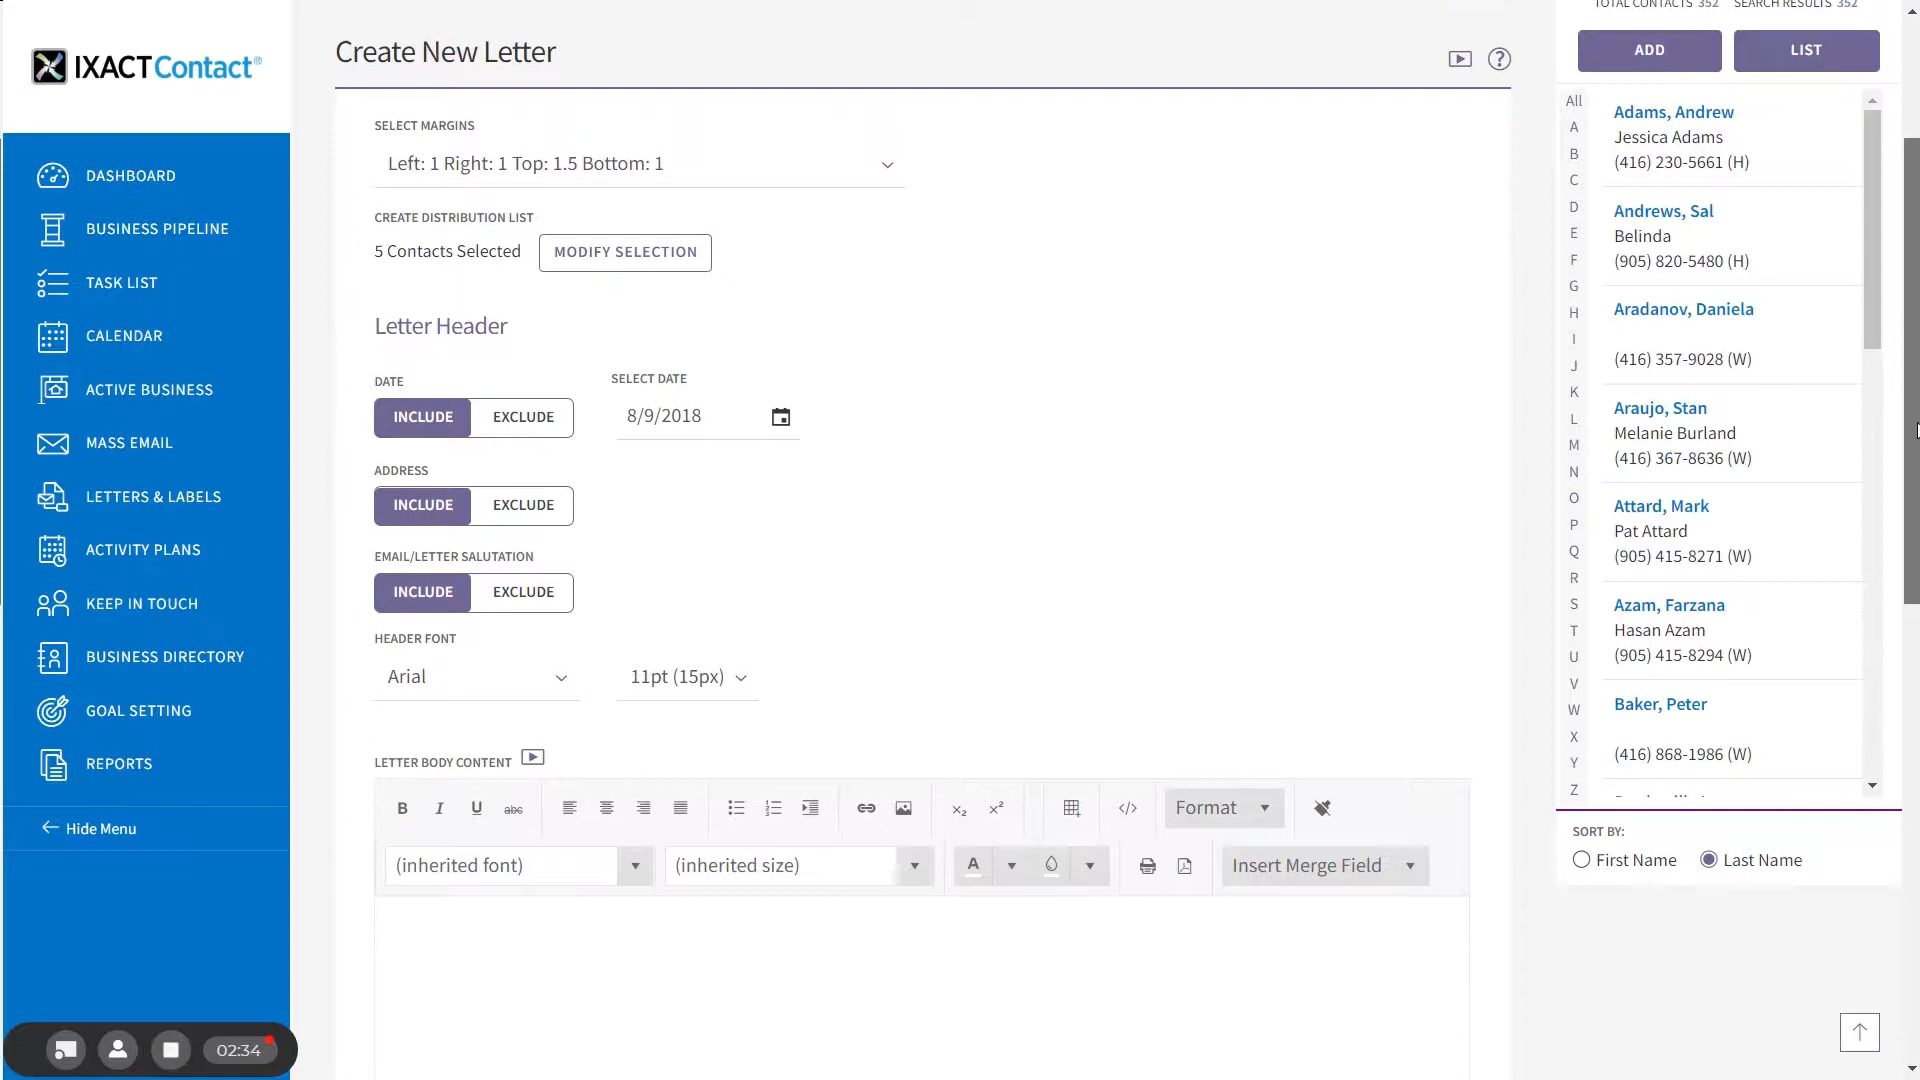 IXACTContact®
DASHBOARD
BUSINESS PIPELINE
TASK LIST
CALENDAR
ACTIVE BUSINESS
MASS EMAIL
LETTERS & LABELS
ACTIVITY PLANS
KEEP IN TOUCH
BUSINESS DIRECTORY
GOAL SETTING
REPORTS
Hide Menu
02:34
Create New Letter
SELECT MARGINS
Left: 1 Right: 1 Top: 1.5 Bottom: 1
CREATE DISTRIBUTION LIST
5 Contacts Selected MODIFY SELECTION
Letter Header
DATE SELECT DATE
INCLUDE EXCLUDE 8/9/2018
ADDRESS
INCLUDE EXCLUDE
EMAIL/LETTER SALUTATION
INCLUDE EXCLUDE
HEADER FONT
Arial 11pt (15px)
LETTER BODY CONTENT
B I U abc x₂ x² </> Format
(inherited font) (inherited size) A Insert Merge Field
TOTAL CONTACTS 352 SEARCH RESULTS 352
ADD LIST
All
A
B
C
D
E
F
G
H
I
J
K
L
M
N
O
P
Q
R
S
T
U
V
W
X
Y
Z
Adams, Andrew
Jessica Adams
(416) 230-5661 (H)
Andrews, Sal
Belinda
(905) 820-5480 (H)
Aradanov, Daniela
(416) 357-9028 (W)
Araujo, Stan
Melanie Burland
(416) 367-8636 (W)
Attard, Mark
Pat Attard
(905) 415-8271 (W)
Azam, Farzana
Hasan Azam
(905) 415-8294 (W)
Baker, Peter
(416) 868-1986 (W)
SORT BY:
First Name Last Name